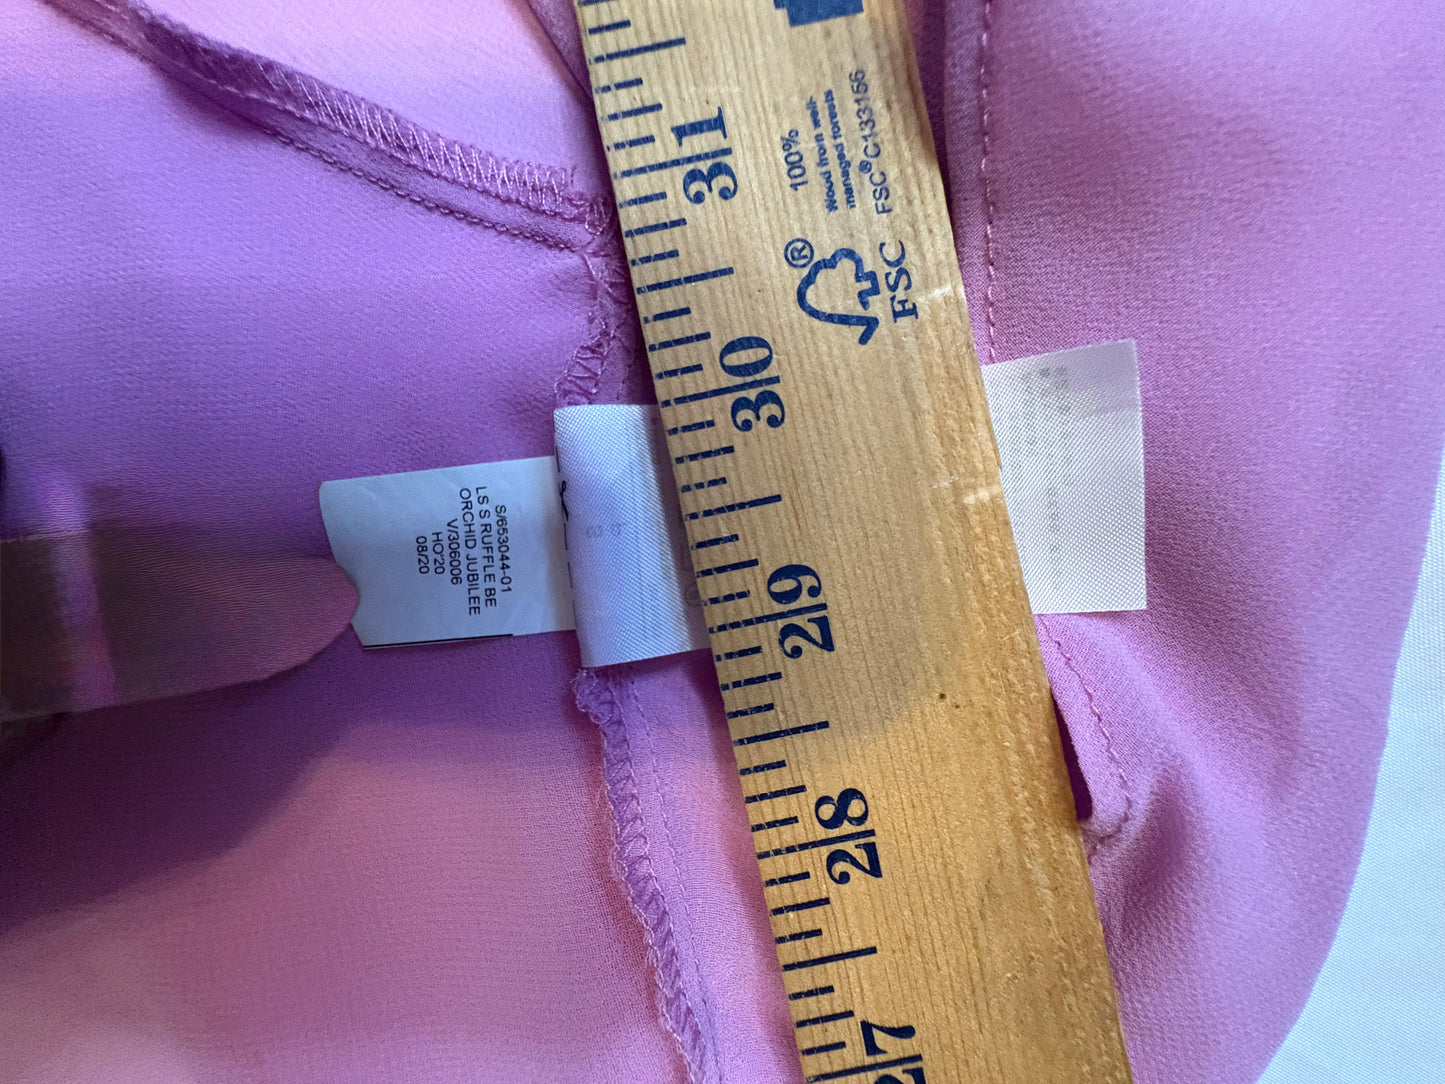 S/653044-01
LS S RUFFLE BE
ORCHID JUBILEE
V/306006
HO'20
08/20
100%
Wood from well-
managed forests
FSC® C133156
®
FSC
31
30
29
28
27